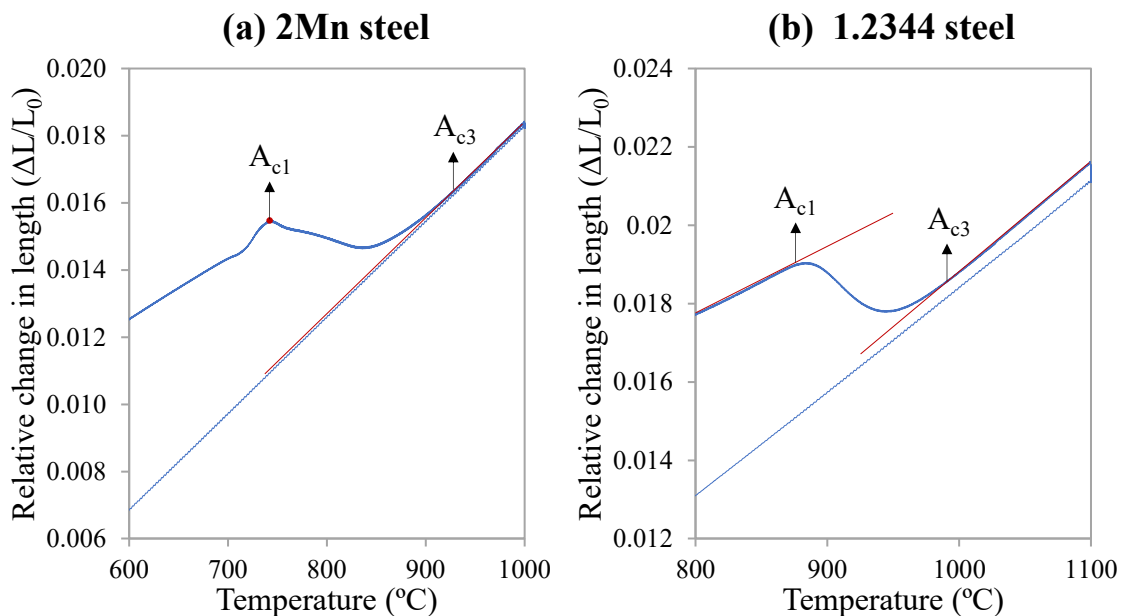 (a) 2Mn steel
Relative change in length (ΔL/L0)
0.020
0.018
0.016
0.014
0.012
0.010
0.008
0.006
Ac1
Ac3
600
700
800
900
1000
Temperature (ºC)
(b) 1.2344 steel
Relative change in length (ΔL/L0)
0.024
0.022
0.02
0.018
0.016
0.014
0.012
Ac1
Ac3
800
900
1000
1100
Temperature (ºC)